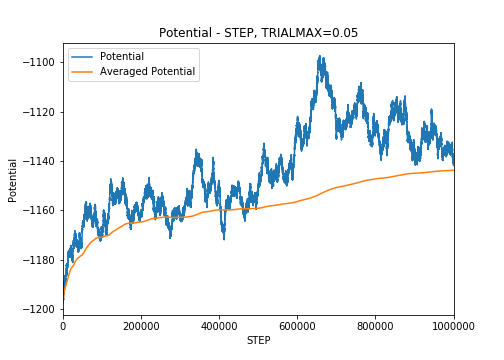 Potential - STEP, TRIALMAX=0.05
Potential
Averaged Potential
Potential
−1100
−1120
−1140
−1160
−1180
−1200
0
200000
400000
600000
800000
1000000
STEP